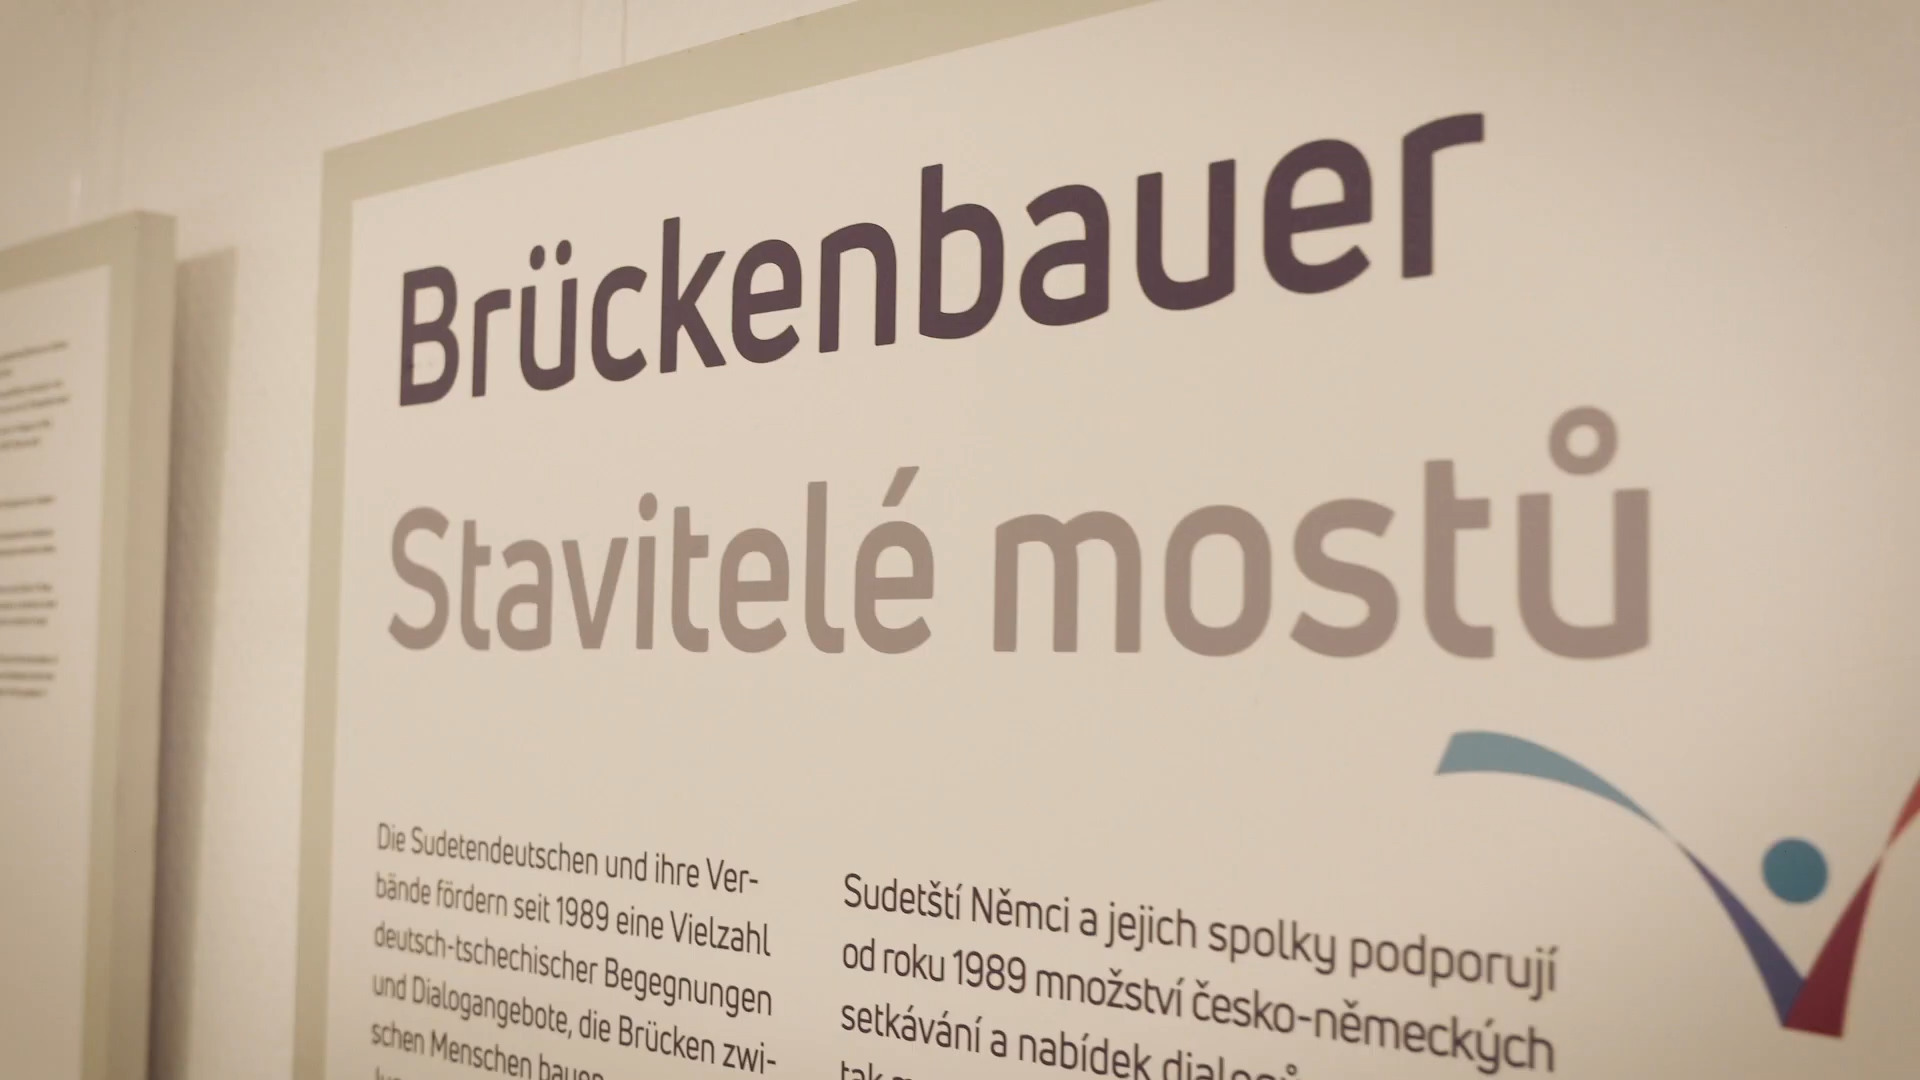 Brückenbauer
Stavitelé mostů
Die Sudetendeutschen und ihre Ver-
bände fördern seit 1989 eine Vielzahl
deutsch-tschechischer Begegnungen
und Dialogangebote, die Brücken zwi-
schen Menschen bauen
Sudetští Němci a jejich spolky podporují
od roku 1989 množství česko-německých
setkávání a nabídek dialogů
tak